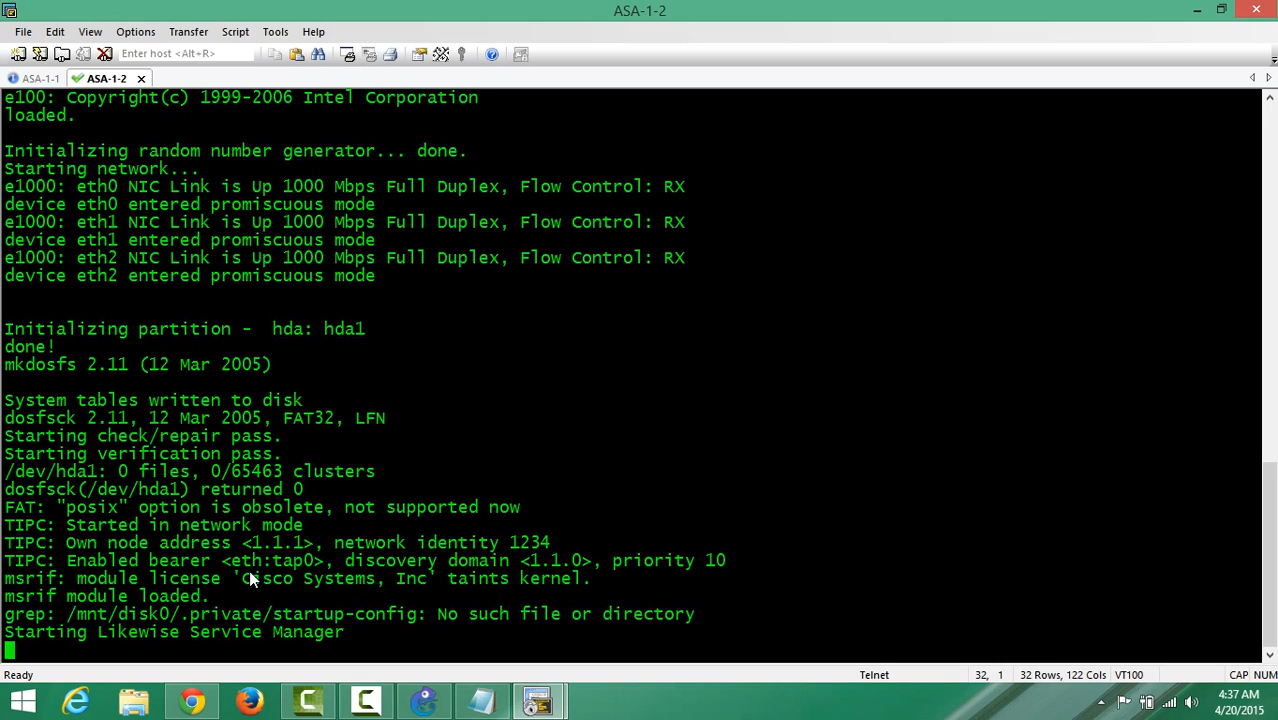 ASA-1-2
File Edit View Options Transfer Script Tools Help
Enter host <Alt+R>
ASA-1-1 ASA-1-2
e100: Copyright(c) 1999-2006 Intel Corporation
loaded.
Initializing random number generator... done.
Starting network...
e1000: eth0 NIC Link is Up 1000 Mbps Full Duplex, Flow Control: RX
device eth0 entered promiscuous mode
e1000: eth1 NIC Link is Up 1000 Mbps Full Duplex, Flow Control: RX
device eth1 entered promiscuous mode
e1000: eth2 NIC Link is Up 1000 Mbps Full Duplex, Flow Control: RX
device eth2 entered promiscuous mode
Initializing partition -  hda: hda1
done!
mkdosfs 2.11 (12 Mar 2005)
System tables written to disk
dosfsck 2.11, 12 Mar 2005, FAT32, LFN
Starting check/repair pass.
Starting verification pass.
/dev/hda1: 0 files, 0/65463 clusters
dosfsck(/dev/hda1) returned 0
FAT: "posix" option is obsolete, not supported now
TIPC: Started in network mode
TIPC: Own node address <1.1.1>, network identity 1234
TIPC: Enabled bearer <eth:tap0>, discovery domain <1.1.0>, priority 10
msrif: module license 'Cisco Systems, Inc' taints kernel.
msrif module loaded.
grep: /mnt/disk0/.private/startup-config: No such file or directory
Starting Likewise Service Manager
Ready Telnet 32, 1 32 Rows, 122 Cols VT100 CAP NUM
4:37 AM
4/20/2015